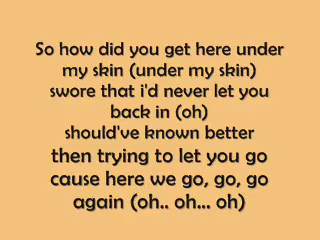 So how did you get here under
my skin (under my skin)
swore that i'd never let you
back in (oh)
should've known better
then trying to let you go
cause here we go, go, go
again (oh.. oh... oh)